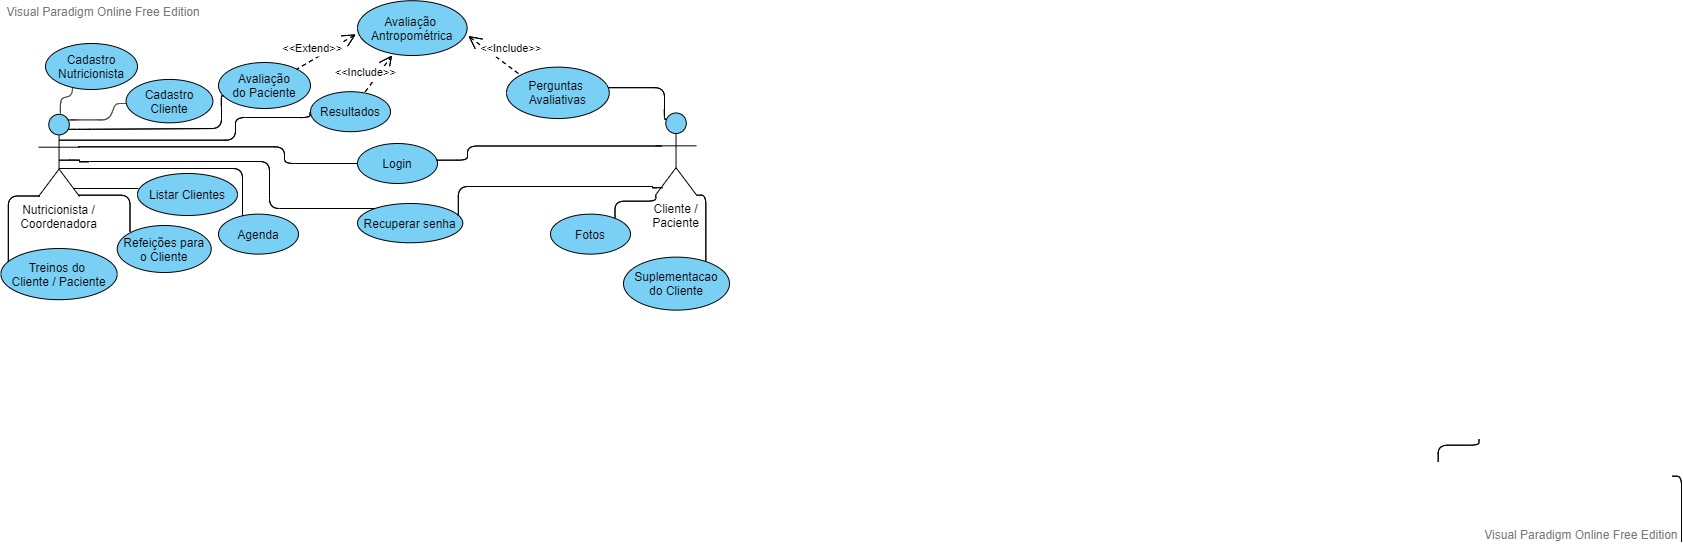 Visual Paradigm Online Free Edition
Avaliação
Antropométrica
<<Extend>>
<<Include>>
<<Include>>
Cadastro
Nutricionista
Cadastro
Cliente
Avaliação
do Paciente
Resultados
Perguntas
Avaliativas
Login
Listar Clientes
Nutricionista /
Coordenadora
Recuperar senha
Cliente /
Paciente
Refeições para
o Cliente
Agenda
Fotos
Treinos do
Cliente / Paciente
Suplementacao
do Cliente
Visual Paradigm Online Free Edition